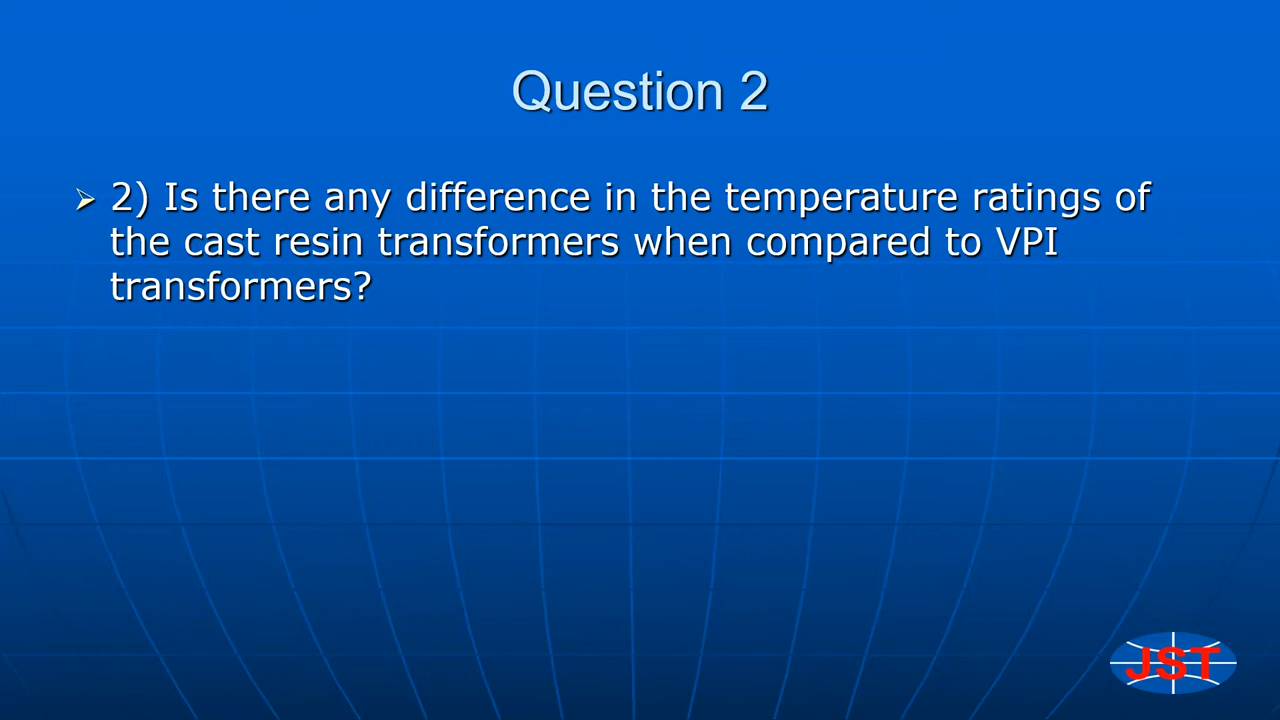 Question 2
2) Is there any difference in the temperature ratings of
the cast resin transformers when compared to VPI
transformers?
JST